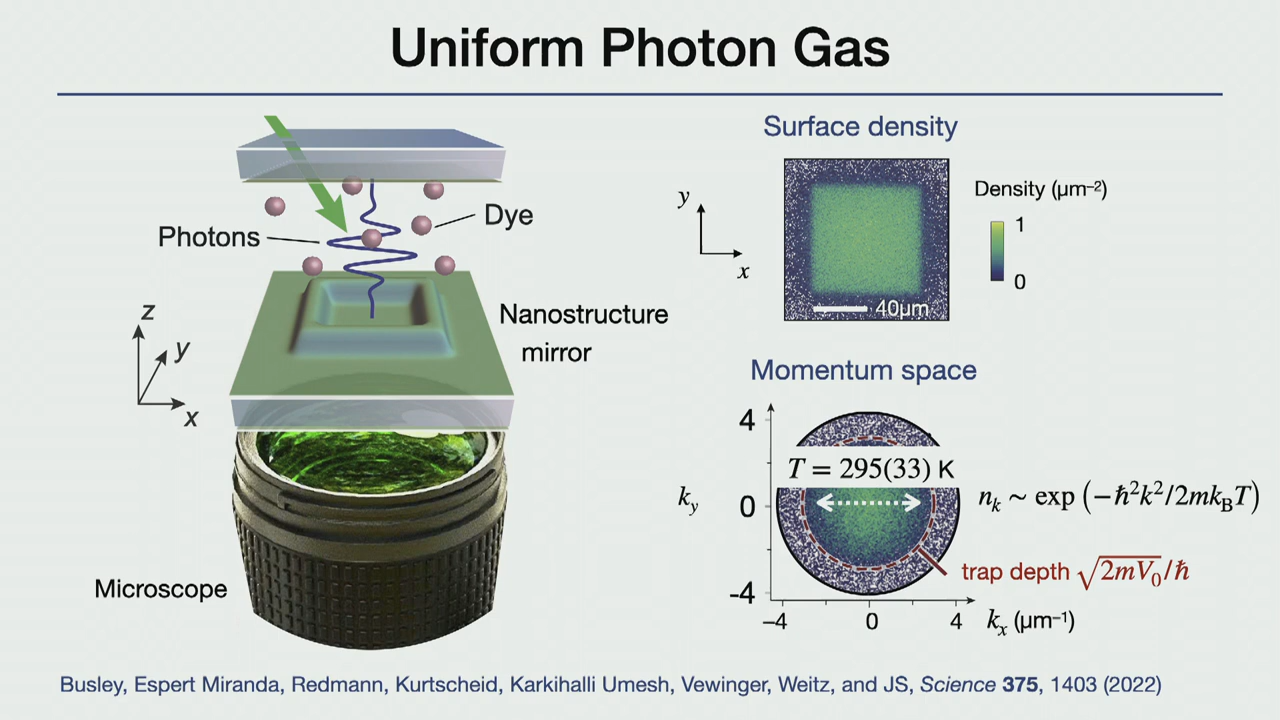 Uniform Photon Gas
Photons
Dye
Nanostructure
mirror
z
y
x
Microscope
Surface density
y
x
40µm
Density (µm⁻²)
1
0
Momentum space
4
0
-4
k_y
T = 295(33) K
n_k ~ exp (−ℏ²k²/2mk_BT)
trap depth √2mV₀/ℏ
−4
0
4
k_x (µm⁻¹)
Busley, Espert Miranda, Redmann, Kurtscheid, Karkihalli Umesh, Vewinger, Weitz, and JS, Science 375, 1403 (2022)